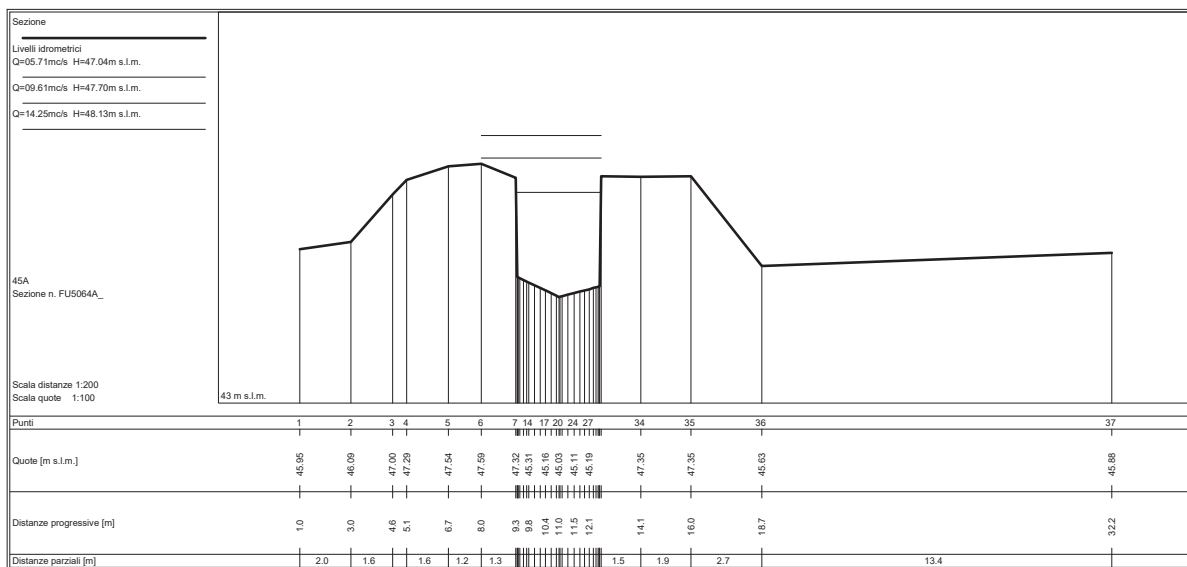 Sezione
Livelli idrometrici
Q=05.71mc/s H=47.04m s.l.m.
Q=09.61mc/s H=47.70m s.l.m.
Q=14.25mc/s H=48.13m s.l.m.
45A
Sezione n. FU5064A_
Scala distanze 1:200
Scala quote 1:100
43 m s.l.m.
Punti 1 2 3 4 5 6 7 14 17 20 24 27 34 35 36 37
Quote [m s.l.m.] 45.95 46.09 47.00 47.29 47.54 47.59 47.32 45.31 45.16 45.03 45.11 45.19 47.35 47.35 45.63 45.88
Distanze progressive [m] 1.0 3.0 4.6 5.1 6.7 8.0 9.3 9.8 10.4 11.0 11.5 12.1 14.1 16.0 18.7 32.2
Distanze parziali [m] 2.0 1.6 1.6 1.2 1.3 1.5 1.9 2.7 13.4